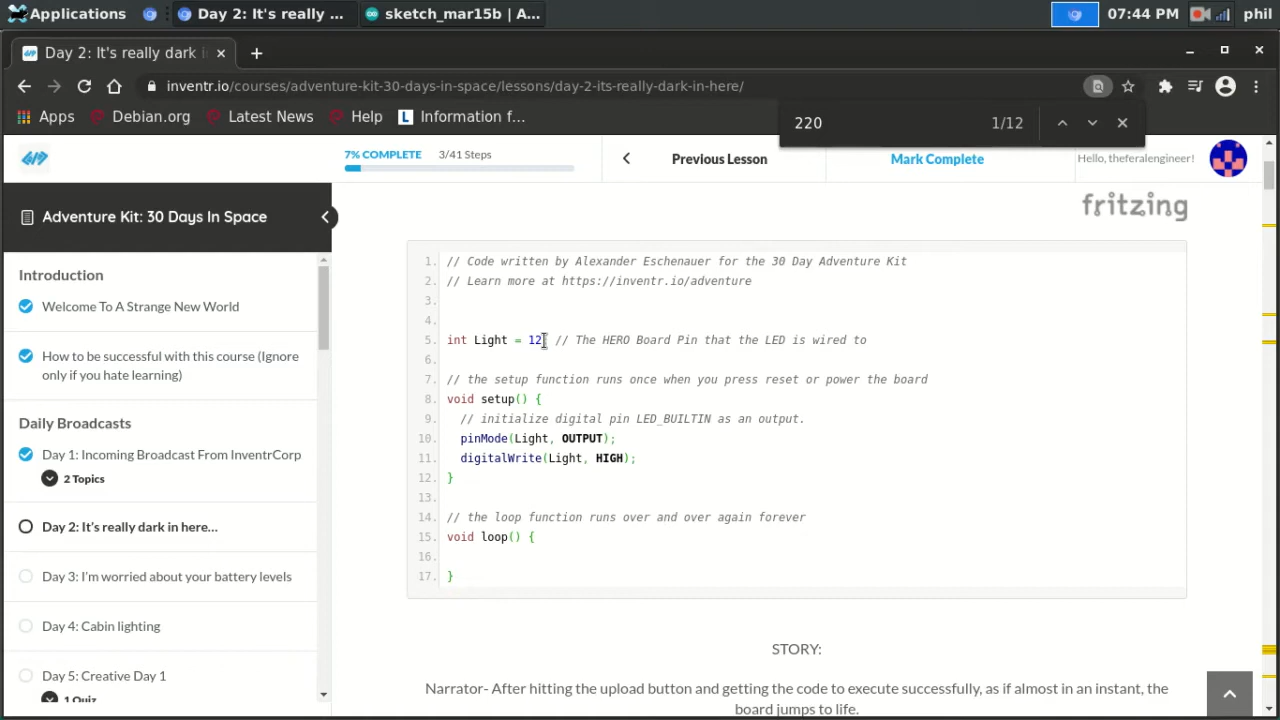 Applications
Day 2: It's really ...
sketch_mar15b | A...
07:44 PM
phil
Day 2: It's really dark i
inventr.io/courses/adventure-kit-30-days-in-space/lessons/day-2-its-really-dark-in-here/
Apps
Debian.org
Latest News
Help
L
Information f...
220
1/12
7% COMPLETE
3/41 Steps
Previous Lesson
Mark Complete
Hello, theferalengineer!
Adventure Kit: 30 Days In Space
Introduction
Welcome To A Strange New World
How to be successful with this course (Ignore
only if you hate learning)
Daily Broadcasts
Day 1: Incoming Broadcast From InventrCorp
2 Topics
Day 2: It's really dark in here...
Day 3: I'm worried about your battery levels
Day 4: Cabin lighting
Day 5: Creative Day 1
1 Quiz
fritzing
1. // Code written by Alexander Eschenauer for the 30 Day Adventure Kit
2. // Learn more at https://inventr.io/adventure
3.
4.
5. int Light = 12; // The HERO Board Pin that the LED is wired to
6.
7. // the setup function runs once when you press reset or power the board
8. void setup() {
9. // initialize digital pin LED_BUILTIN as an output.
10. pinMode(Light, OUTPUT);
11. digitalWrite(Light, HIGH);
12. }
13.
14. // the loop function runs over and over again forever
15. void loop() {
16.
17. }
STORY:
Narrator- After hitting the upload button and getting the code to execute successfully, as if almost in an instant, the
board jumps to life.